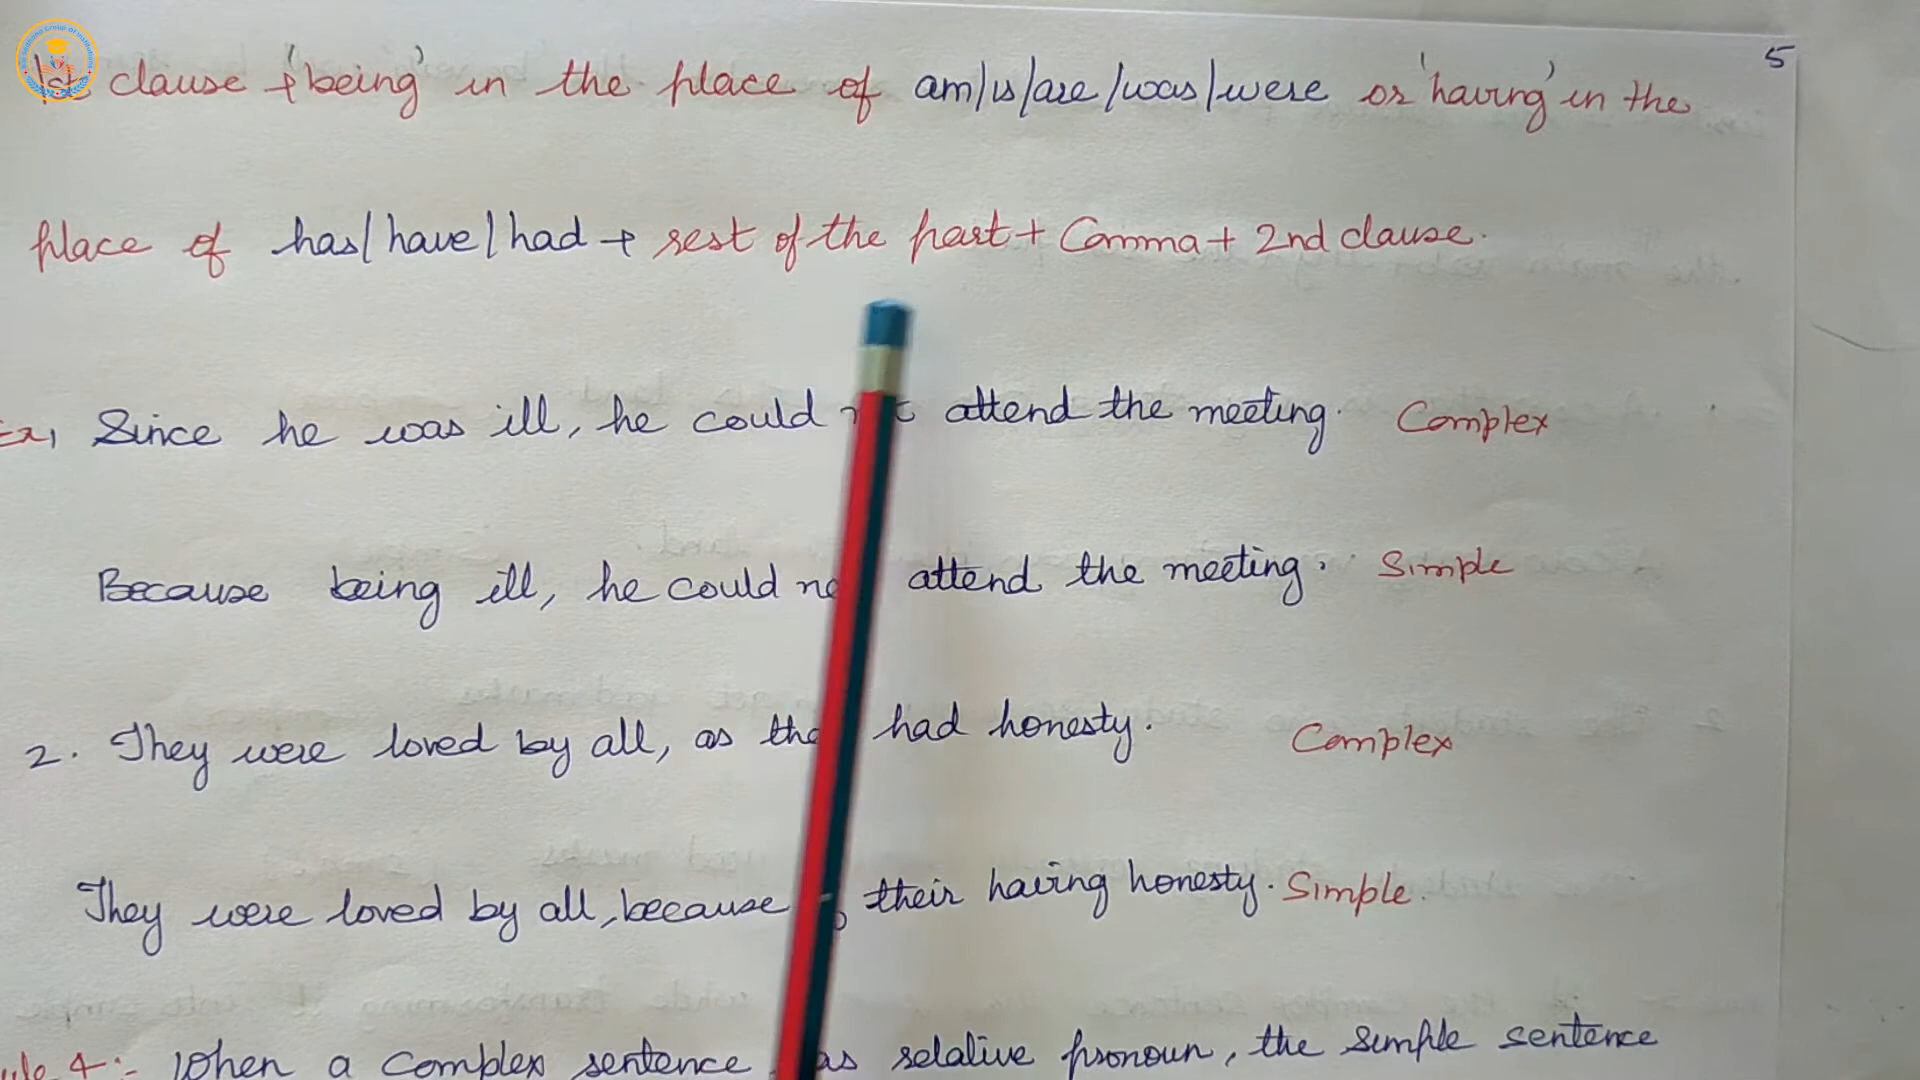 1st clause + 'being' in the place of am/is/are/was/were or 'having' in the
place of has/have/had + rest of the part + Comma + 2nd clause.
Ex, Since he was ill, he could attend the meeting. Complex
Because being ill, he could attend the meeting. Simple
2. They were loved by all, as had honesty. Complex
They were loved by all, because their having honesty. Simple.
4:- When a Complex sentence relative pronoun, the simple sentence
5